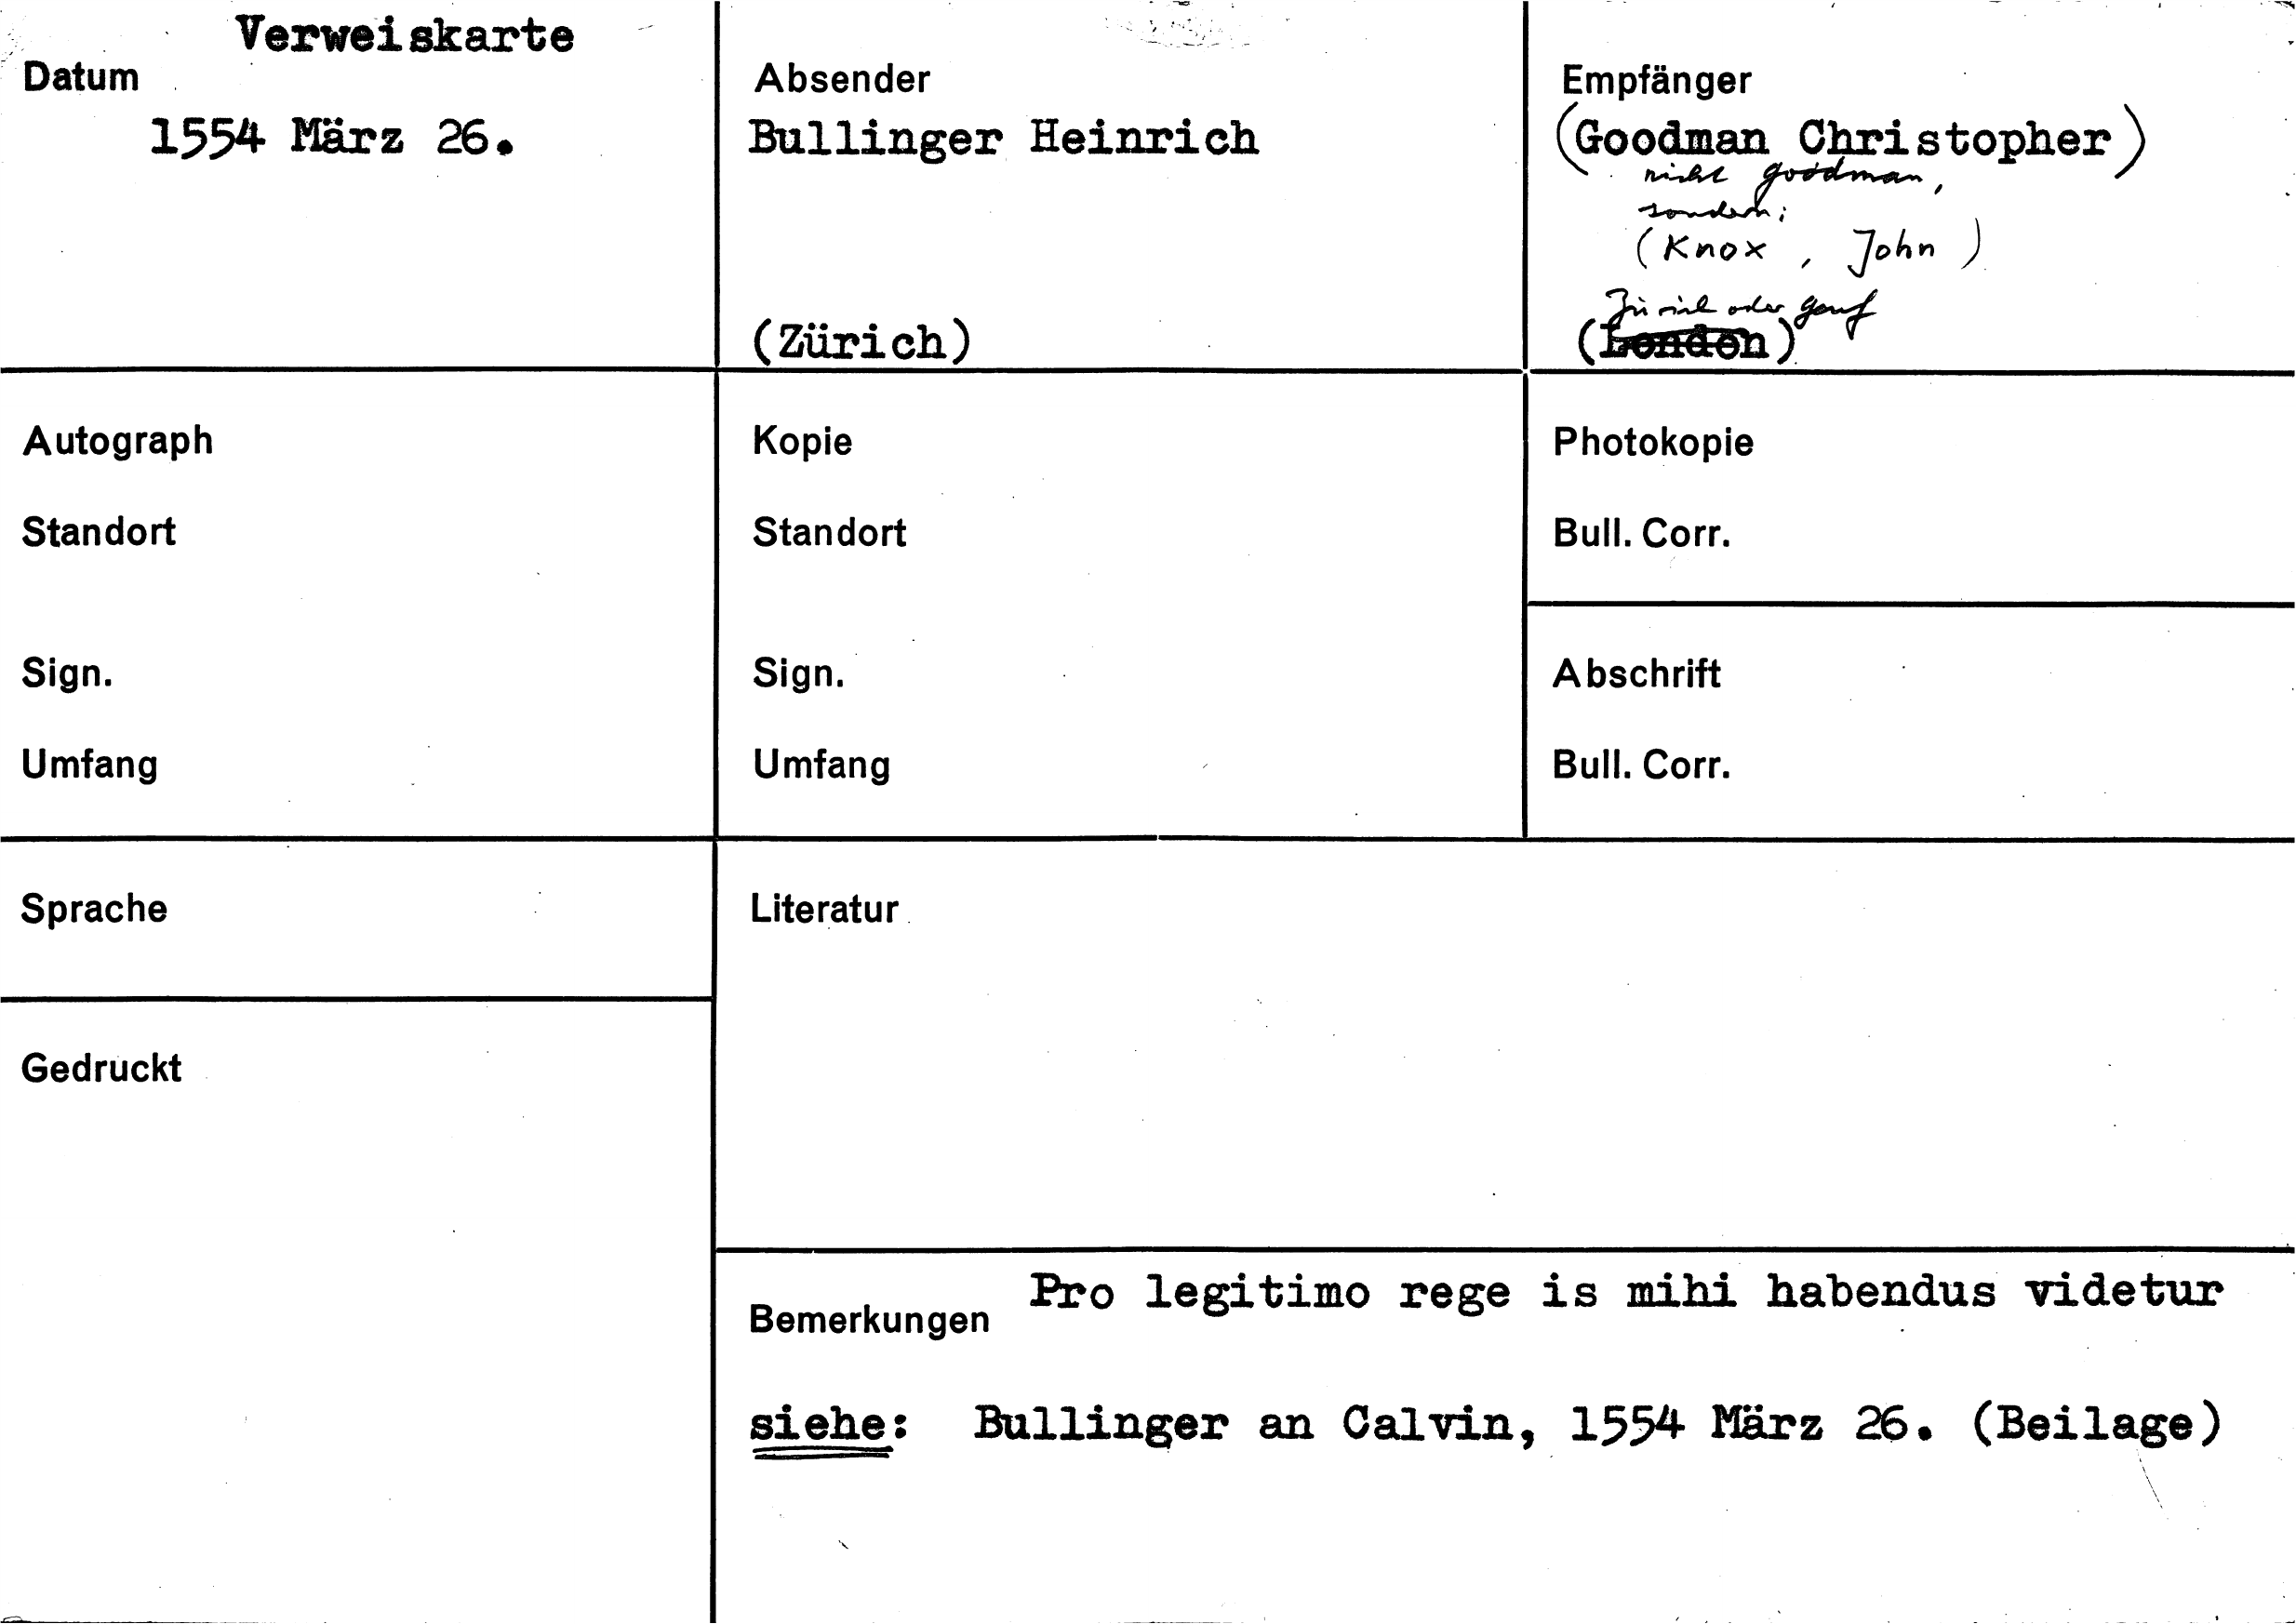 Verweiskarte
Datum
1554 März 26.
Absender
Bullinger Heinrich
(Zürich)
Empfänger
(Goodman Christopher)
nicht Goodman,
sondern:
(Knox, John)
Zürich oder Genf
(London)
Autograph
Standort
Sign.
Umfang
Kopie
Standort
Sign.
Umfang
Photokopie
Bull. Corr.
Abschrift
Bull. Corr.
Sprache
Gedruckt
Literatur
Bemerkungen Pro legitimo rege is mihi habendus videtur
siehe: Bullinger an Calvin, 1554 März 26. (Beilage)